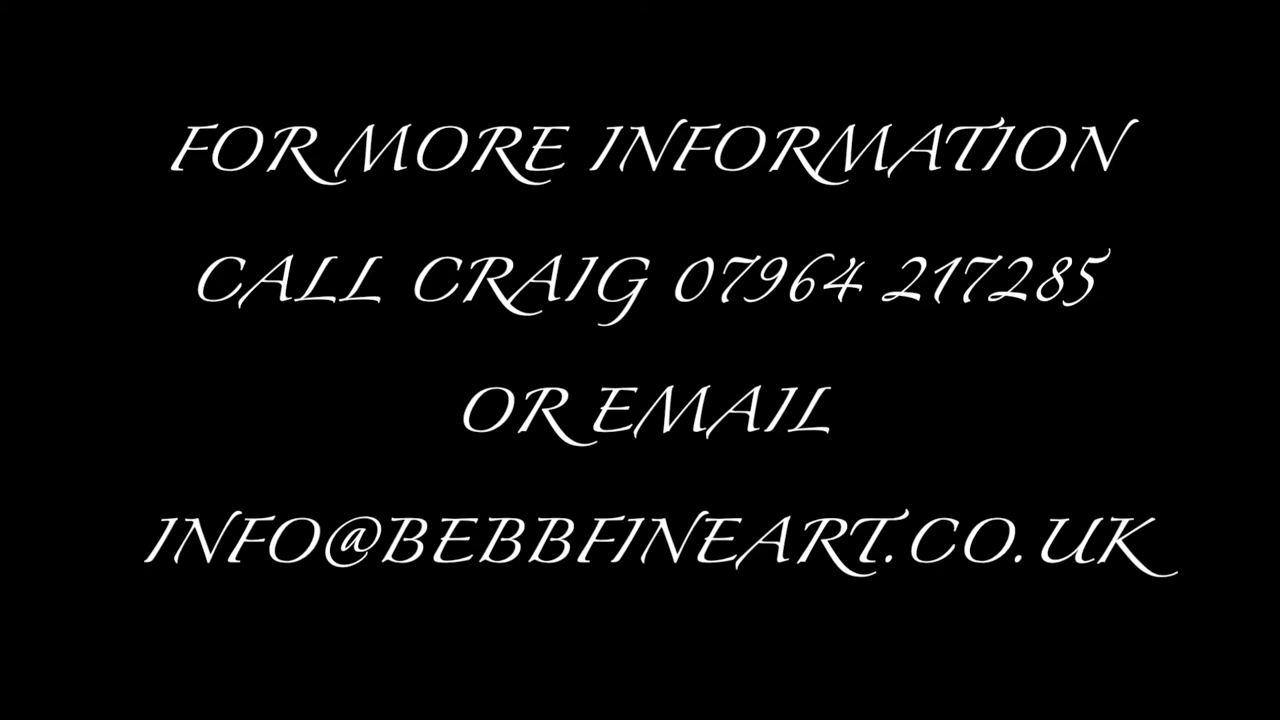 FOR MORE INFORMATION
CALL CRAIG 07964 217285
OR EMAIL
INFO@BEBBFINEART.CO.UK